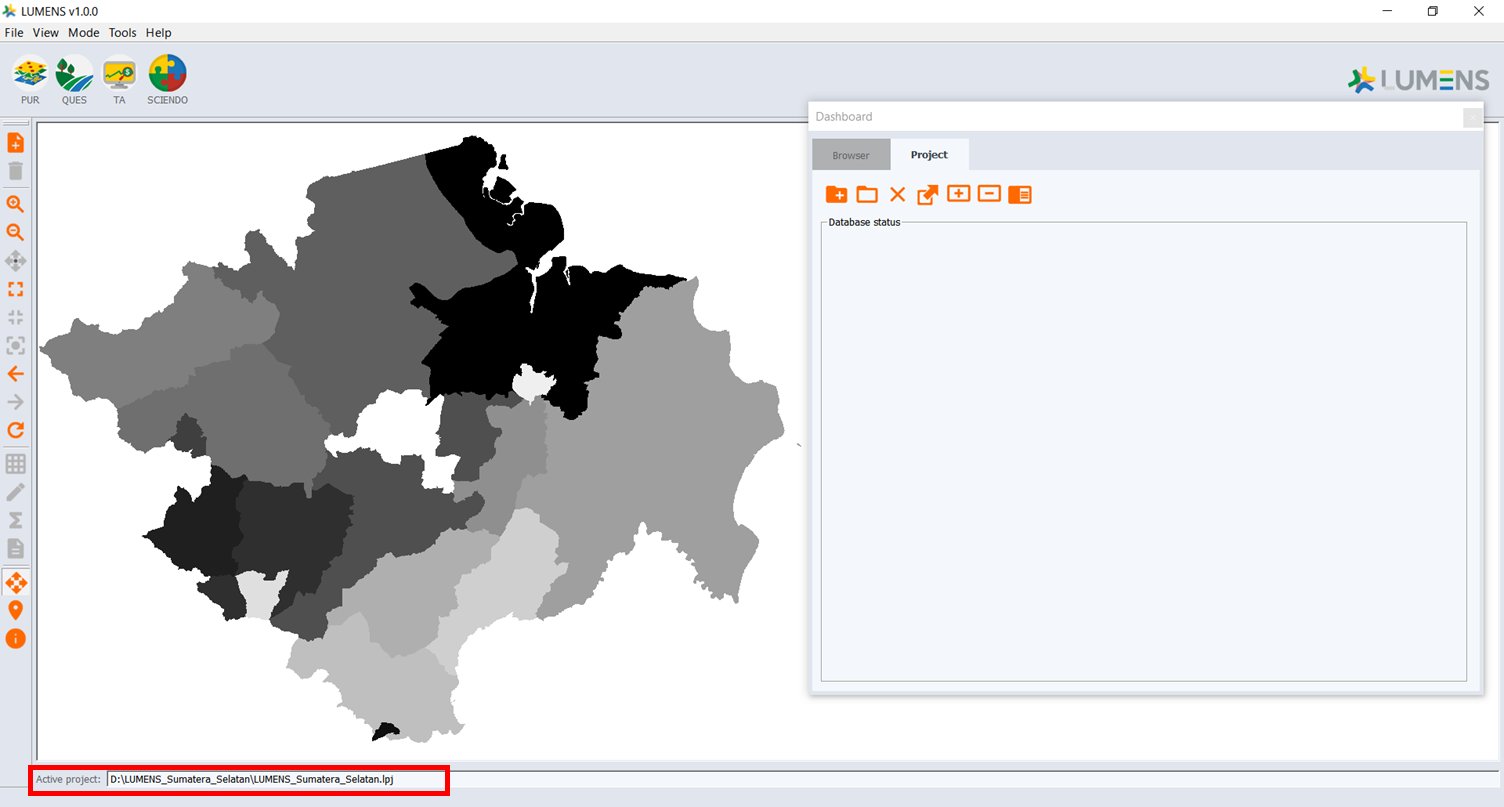 LUMENS v1.0.0
File View Mode Tools Help
PUR QUES TA SCIENDO
LUMENS
Dashboard
Browser Project
Database status
Active project: D:\LUMENS_Sumatera_Selatan\LUMENS_Sumatera_Selatan.lpj